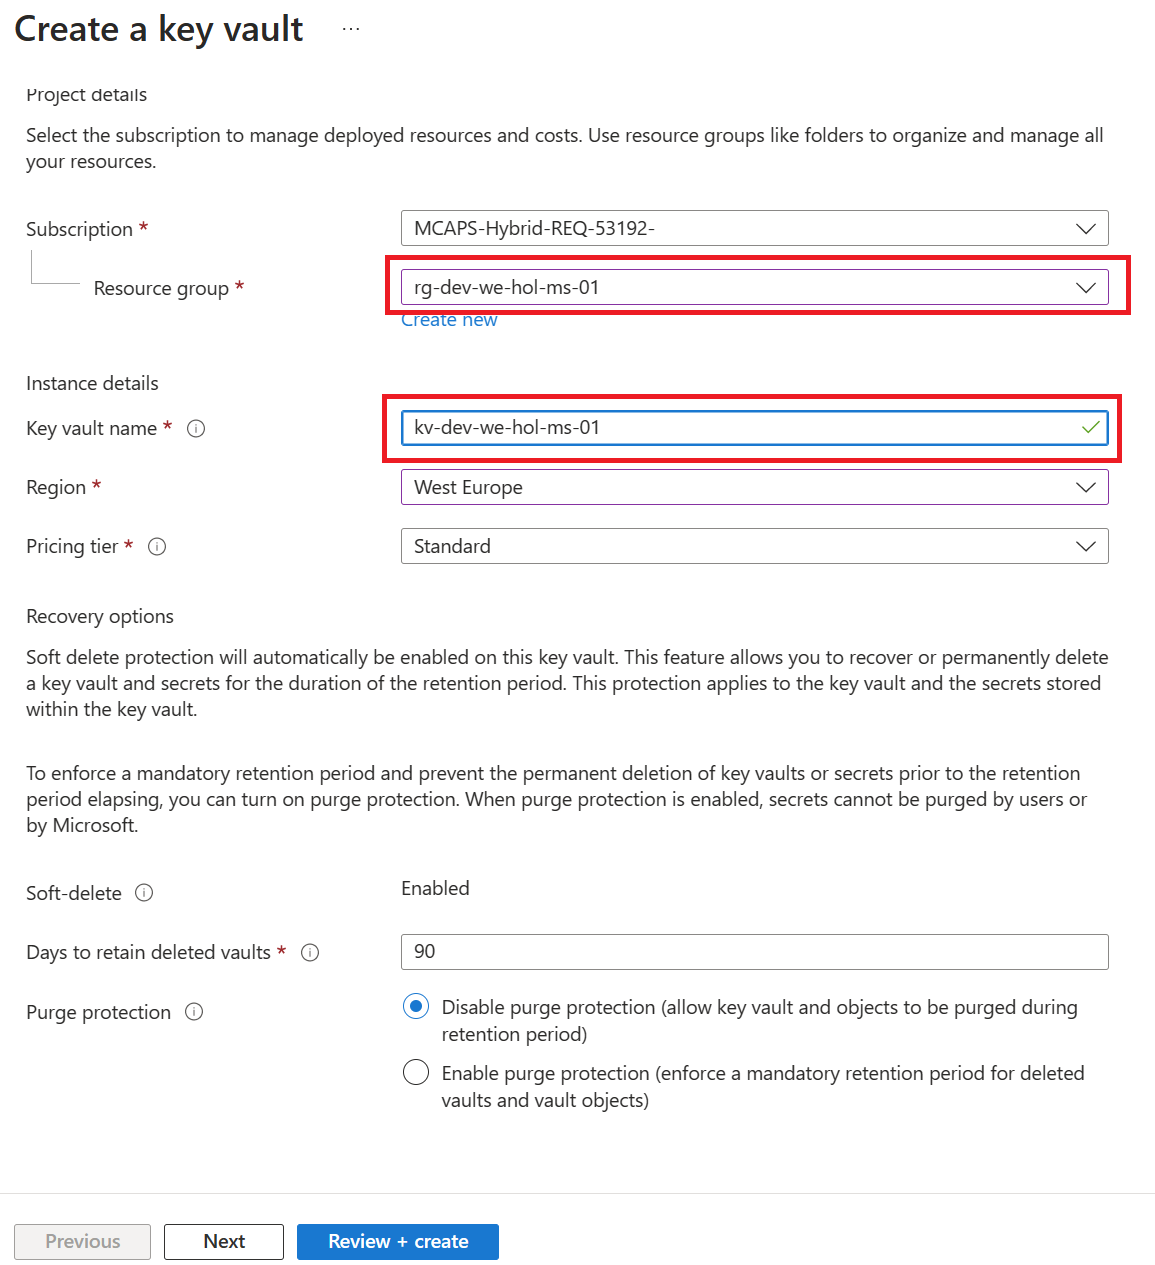 Create a key vault ...
Project details
Select the subscription to manage deployed resources and costs. Use resource groups like folders to organize and manage all
your resources.
Subscription * MCAPS-Hybrid-REQ-53192-
Resource group * rg-dev-we-hol-ms-01
Create new
Instance details
Key vault name * kv-dev-we-hol-ms-01
Region * West Europe
Pricing tier * Standard
Recovery options
Soft delete protection will automatically be enabled on this key vault. This feature allows you to recover or permanently delete
a key vault and secrets for the duration of the retention period. This protection applies to the key vault and the secrets stored
within the key vault.
To enforce a mandatory retention period and prevent the permanent deletion of key vaults or secrets prior to the retention
period elapsing, you can turn on purge protection. When purge protection is enabled, secrets cannot be purged by users or
by Microsoft.
Soft-delete Enabled
Days to retain deleted vaults * 90
Purge protection Disable purge protection (allow key vault and objects to be purged during
retention period)
Enable purge protection (enforce a mandatory retention period for deleted
vaults and vault objects)
Previous Next Review + create